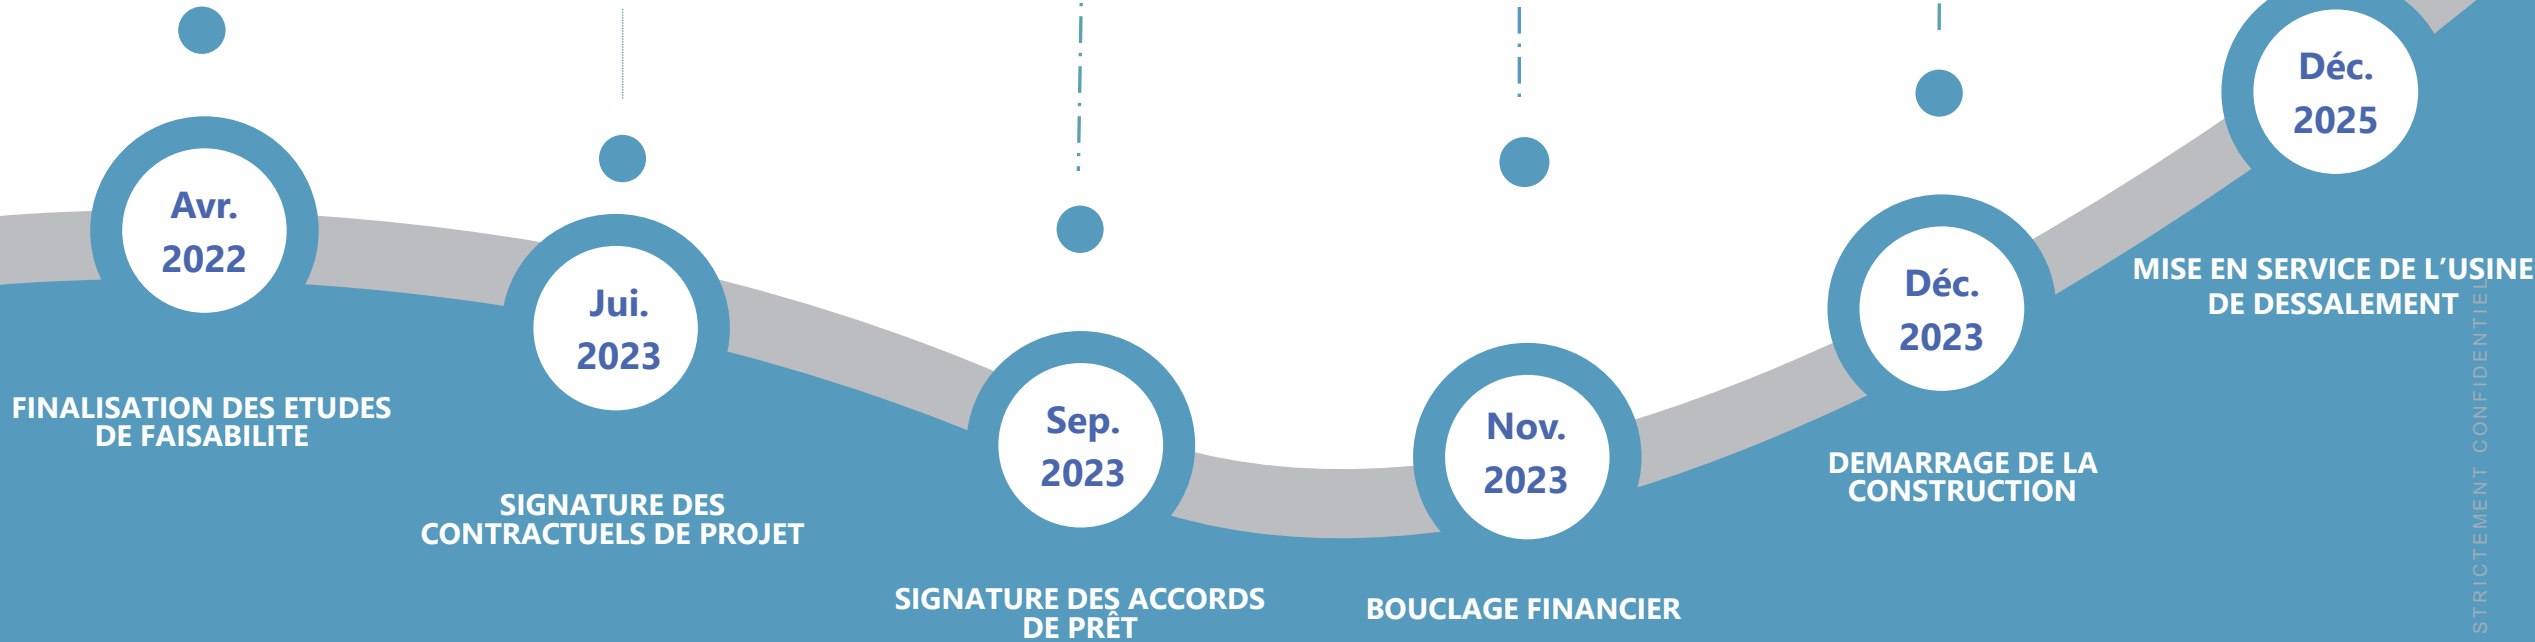 Avr.
2022
FINALISATION DES ETUDES
DE FAISABILITE
Jui.
2023
SIGNATURE DES
CONTRACTUELS DE PROJET
Sep.
2023
SIGNATURE DES ACCORDS
DE PRÊT
Nov.
2023
BOUCLAGE FINANCIER
Déc.
2023
DEMARRAGE DE LA
CONSTRUCTION
Déc.
2025
MISE EN SERVICE DE L’USINE
DE DESSALEMENT
STRICTEMENT CONFIDENTIEL